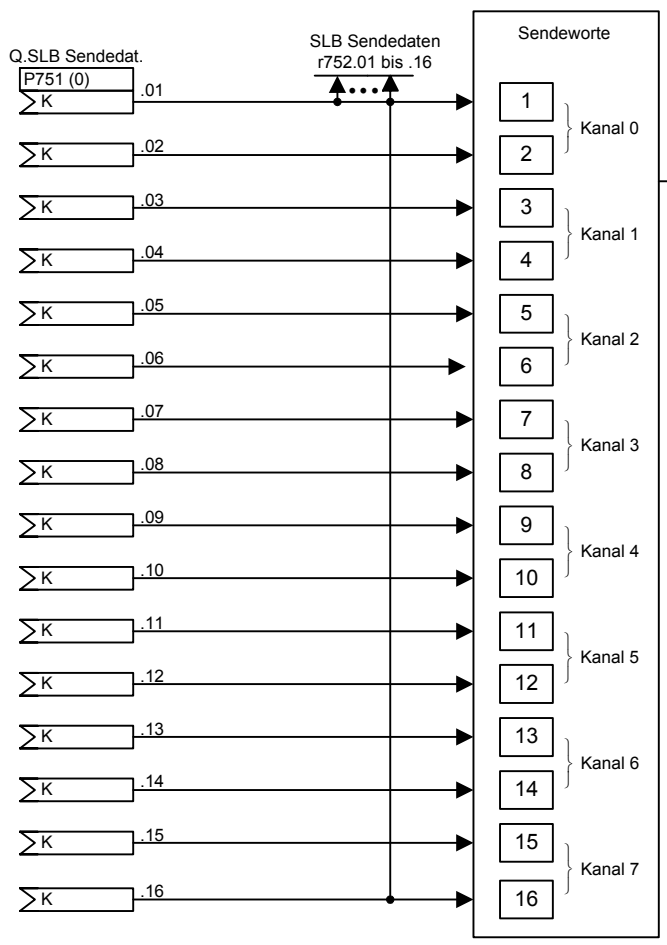 Q.SLB Sendedat.
P751 (0)
SLB Sendedaten
r752.01 bis .16
Sendeworte
K .01 1
Kanal 0
K .02 2
K .03 3
Kanal 1
K .04 4
K .05 5
Kanal 2
K .06 6
K .07 7
Kanal 3
K .08 8
K .09 9
Kanal 4
K .10 10
K .11 11
Kanal 5
K .12 12
K .13 13
Kanal 6
K .14 14
K .15 15
Kanal 7
K .16 16